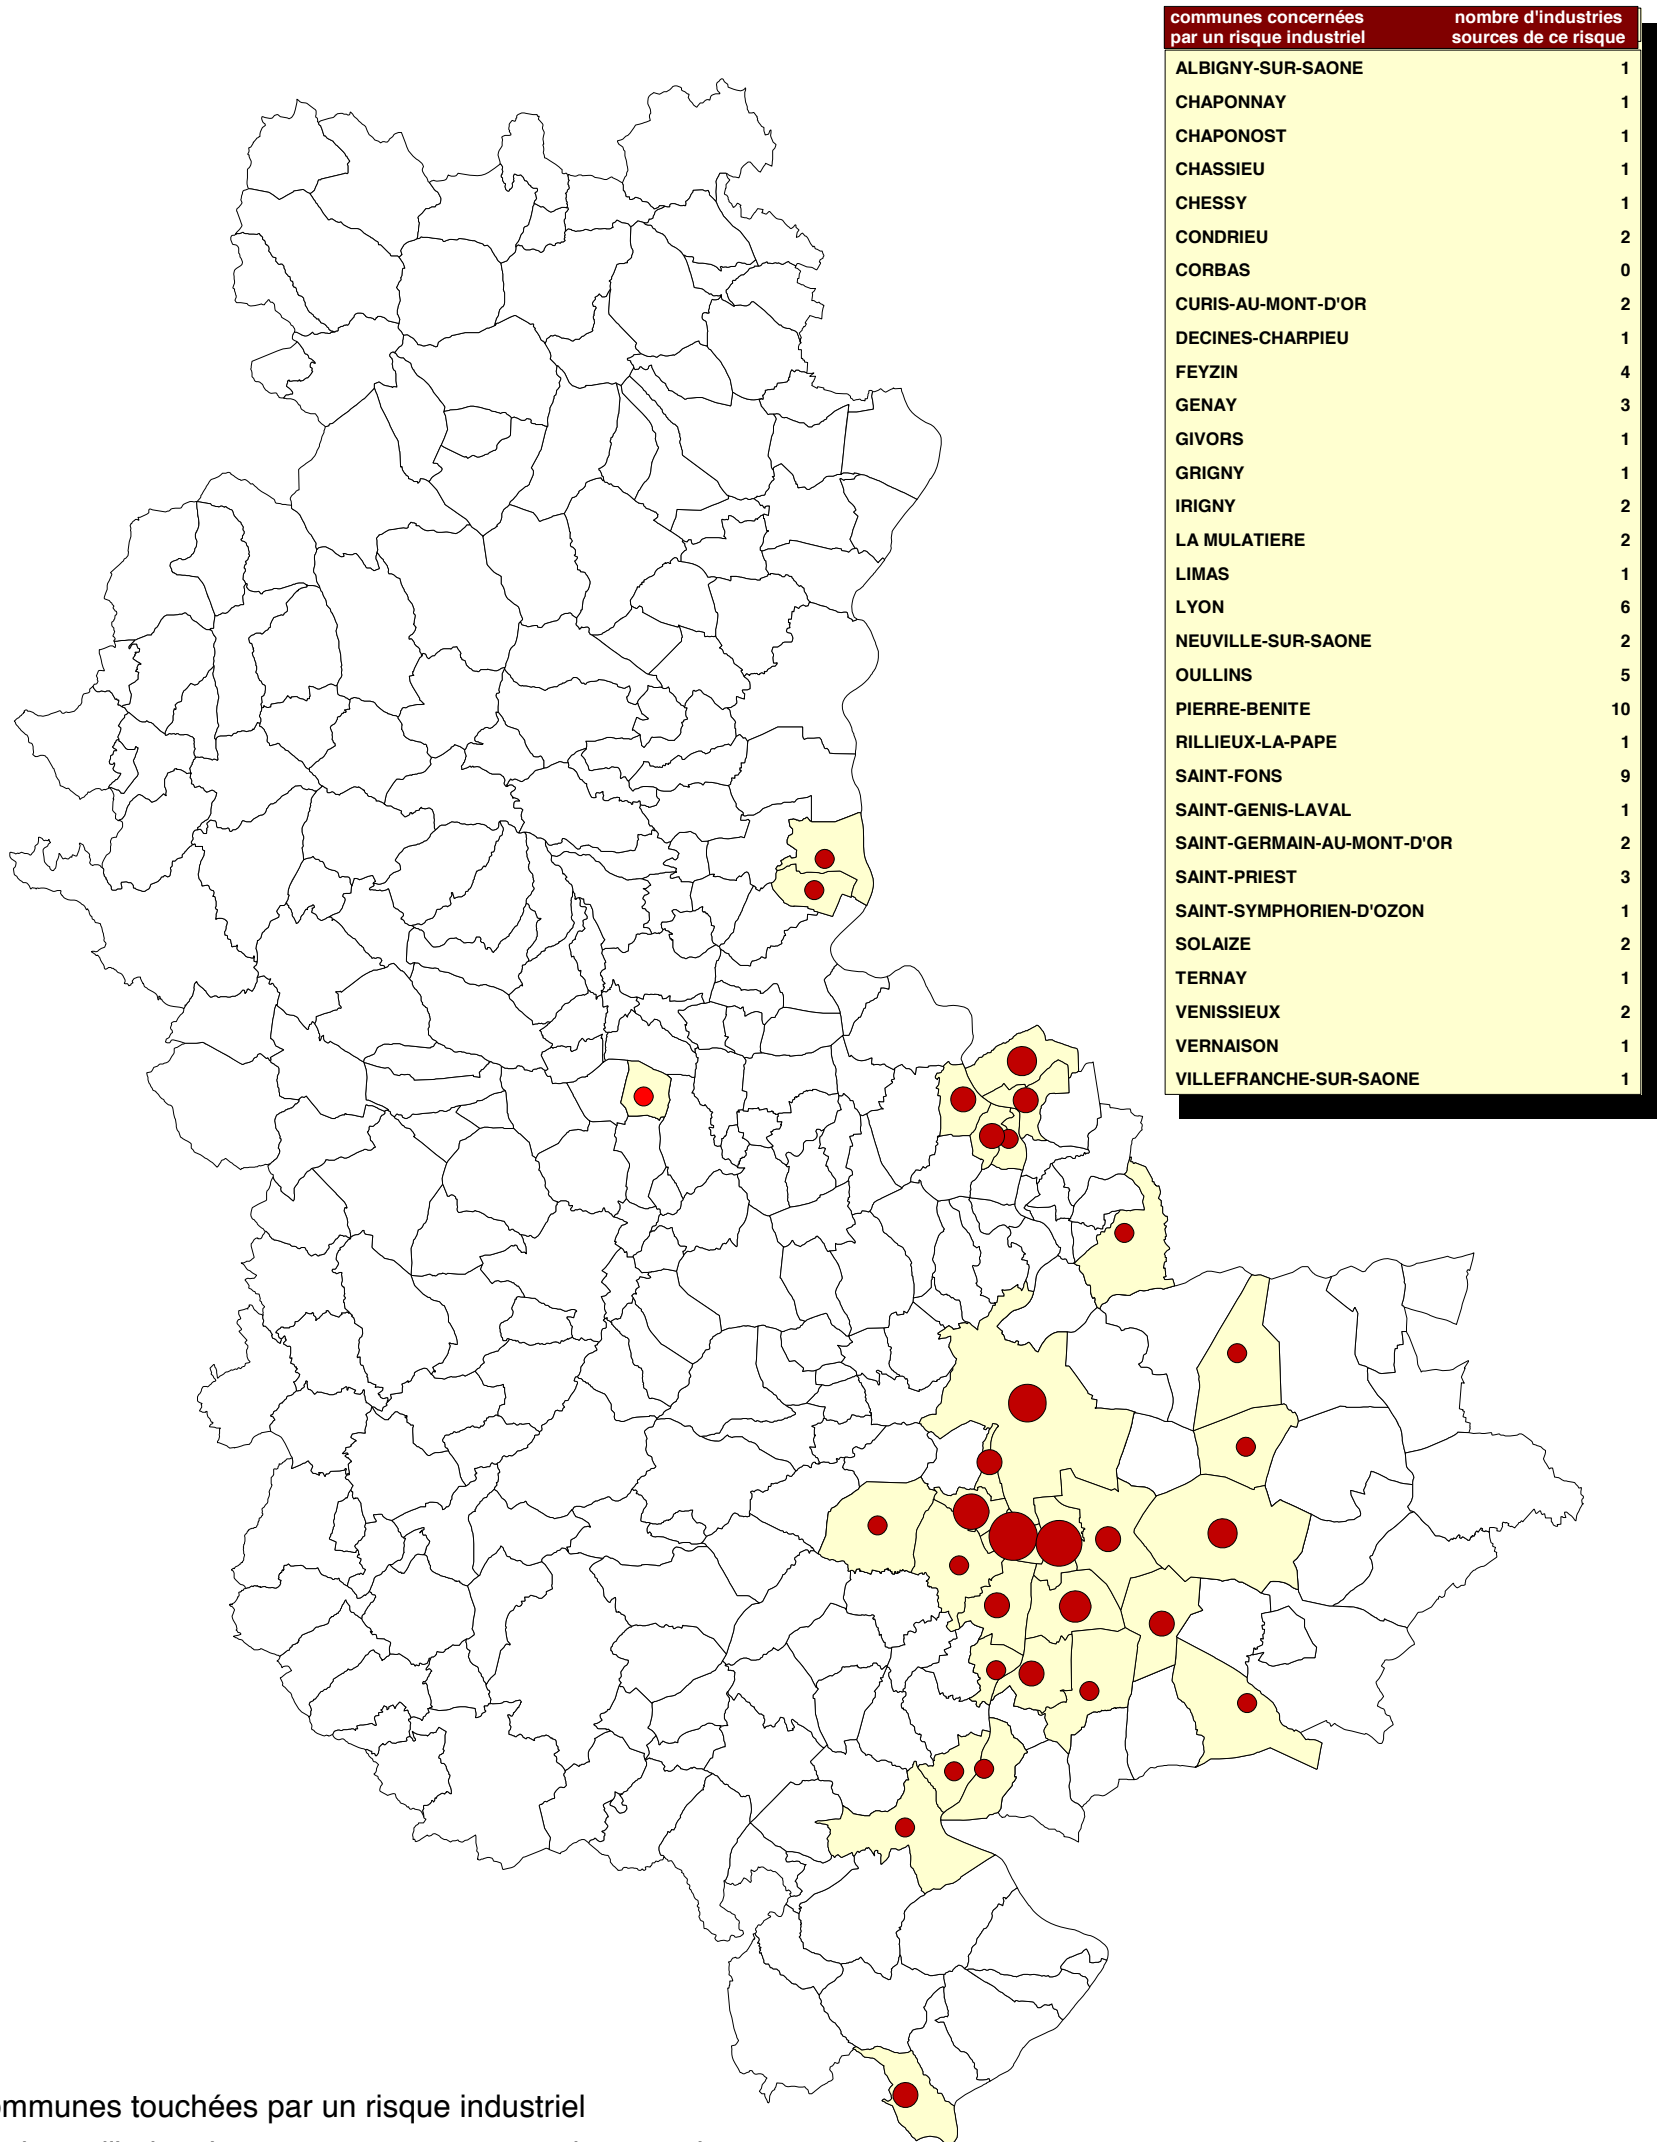 communes concernées nombre d'industries
par un risque industriel sources de ce risque
ALBIGNY-SUR-SAONE 1
CHAPONNAY 1
CHAPONOST 1
CHASSIEU 1
CHESSY 1
CONDRIEU 2
CORBAS 0
CURIS-AU-MONT-D'OR 2
DECINES-CHARPIEU 1
FEYZIN 4
GENAY 3
GIVORS 1
GRIGNY 1
IRIGNY 2
LA MULATIERE 2
LIMAS 1
LYON 6
NEUVILLE-SUR-SAONE 2
OULLINS 5
PIERRE-BENITE 10
RILLIEUX-LA-PAPE 1
SAINT-FONS 9
SAINT-GENIS-LAVAL 1
SAINT-GERMAIN-AU-MONT-D'OR 2
SAINT-PRIEST 3
SAINT-SYMPHORIEN-D'OZON 1
SOLAIZE 2
TERNAY 1
VENISSIEUX 2
VERNAISON 1
VILLEFRANCHE-SUR-SAONE 1
ommunes touchées par un risque industriel